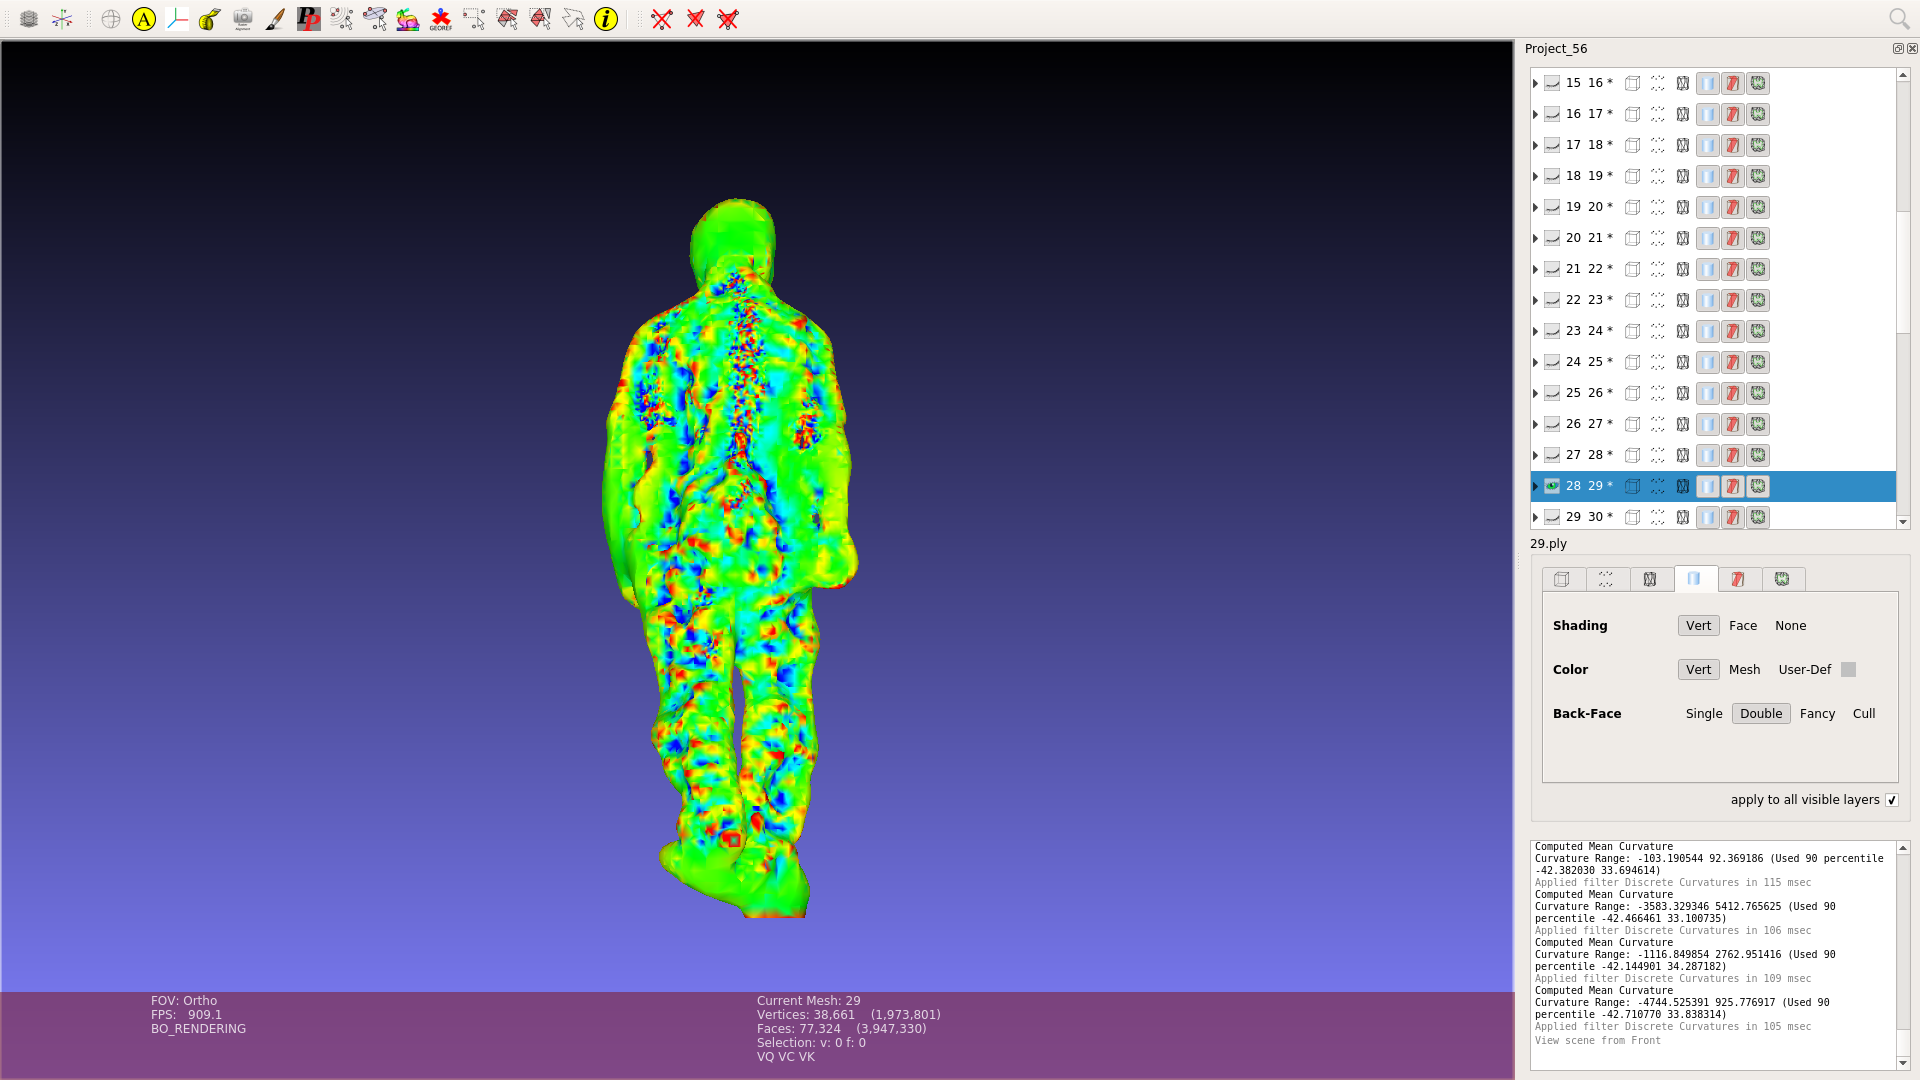 A
PP
GEOREF
i
Project_56
15 16 *
16 17 *
17 18 *
18 19 *
19 20 *
20 21 *
21 22 *
22 23 *
23 24 *
24 25 *
25 26 *
26 27 *
27 28 *
28 29 *
29 30 *
29.ply
Shading Vert Face None
Color Vert Mesh User-Def
Back-Face Single Double Fancy Cull
apply to all visible layers
Computed Mean Curvature
Curvature Range: -103.190544 92.369186 (Used 90 percentile
-42.382030 33.694614)
Applied filter Discrete Curvatures in 115 msec
Computed Mean Curvature
Curvature Range: -3583.329346 5412.765625 (Used 90
percentile -42.466461 33.100735)
Applied filter Discrete Curvatures in 106 msec
Computed Mean Curvature
Curvature Range: -1116.849854 2762.951416 (Used 90
percentile -42.144901 34.287182)
Applied filter Discrete Curvatures in 109 msec
Computed Mean Curvature
Curvature Range: -4744.525391 925.776917 (Used 90
percentile -42.710770 33.838314)
Applied filter Discrete Curvatures in 105 msec
View scene from Front
FOV: Ortho
FPS: 909.1
BO_RENDERING
Current Mesh: 29
Vertices: 38,661 (1,973,801)
Faces: 77,324 (3,947,330)
Selection: v: 0 f: 0
VQ VC VK